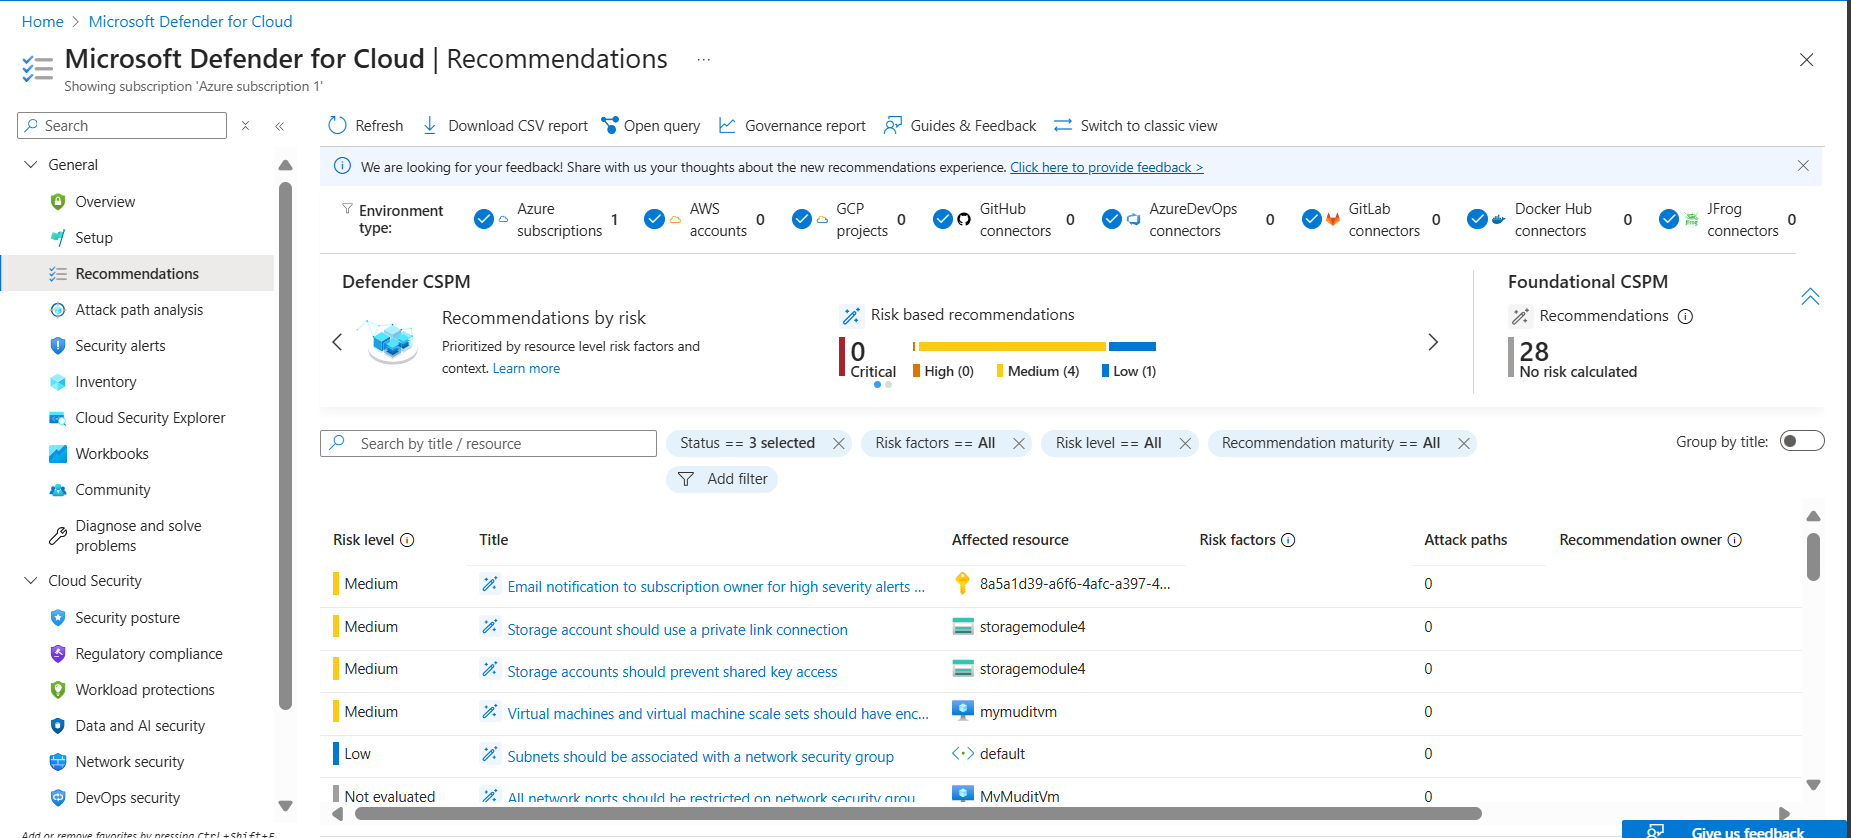 Home > Microsoft Defender for Cloud
Microsoft Defender for Cloud | Recommendations ...
Showing subscription 'Azure subscription 1'
Search
General
Overview
Setup
Recommendations
Attack path analysis
Security alerts
Inventory
Cloud Security Explorer
Workbooks
Community
Diagnose and solve
problems
Cloud Security
Security posture
Regulatory compliance
Workload protections
Data and AI security
Network security
DevOps security
Add or remove favorites by pressing Ctrl+Shift+F
Refresh Download CSV report Open query Governance report Guides & Feedback Switch to classic view
We are looking for your feedback! Share with us your thoughts about the new recommendations experience. Click here to provide feedback >
Environment
type:
Azure
subscriptions 1
AWS
accounts 0
GCP
projects 0
GitHub
connectors 0
AzureDevOps
connectors 0
GitLab
connectors 0
Docker Hub
connectors 0
JFrog
connectors 0
Defender CSPM
Recommendations by risk
Prioritized by resource level risk factors and
context. Learn more
Risk based recommendations
0
Critical
High (0) Medium (4) Low (1)
Foundational CSPM
Recommendations
28
No risk calculated
Search by title / resource
Status == 3 selected
Risk factors == All
Risk level == All
Recommendation maturity == All
Group by title:
Add filter
Risk level Title Affected resource Risk factors Attack paths Recommendation owner
Medium Email notification to subscription owner for high severity alerts ... 8a5a1d39-a6f6-4afc-a397-4... 0
Medium Storage account should use a private link connection storagemodule4 0
Medium Storage accounts should prevent shared key access storagemodule4 0
Medium Virtual machines and virtual machine scale sets should have enc... mymuditvm 0
Low Subnets should be associated with a network security group default 0
Not evaluated All network ports should be restricted on network security grou MyMuditVm 0
Give us feedback